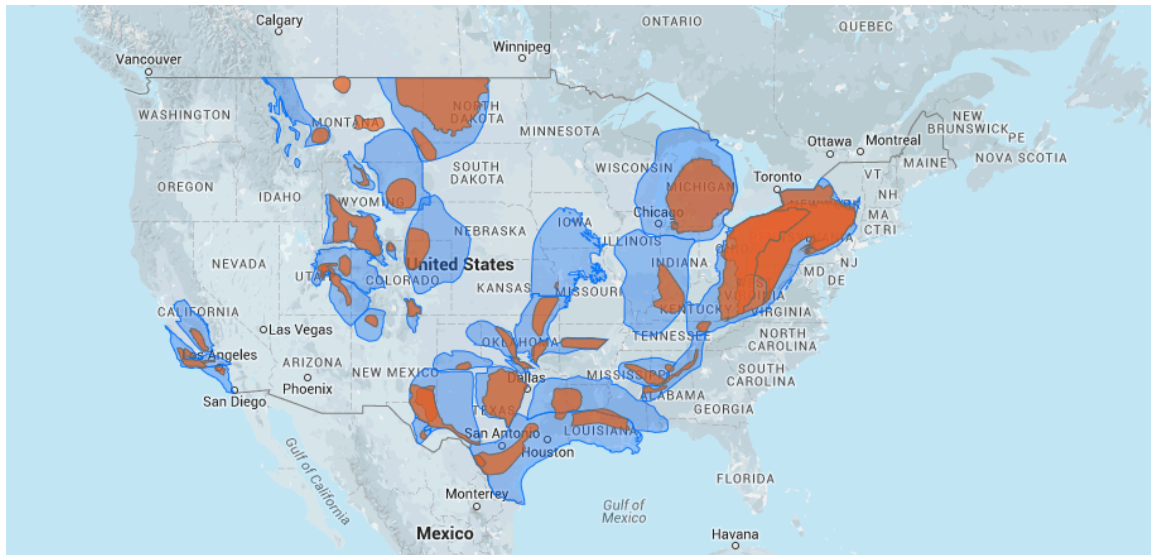 Calgary
ONTARIO
QUEBEC
Vancouver
Winnipeg
WASHINGTON
MONTANA
NORTH
DAKOTA
MINNESOTA
Ottawa
Montreal
NEW
BRUNSWICK
PE
NOVA SCOTIA
MAINE
OREGON
IDAHO
SOUTH
DAKOTA
WISCONSIN
MICHIGAN
Toronto
VT
NH
WYOMING
IOWA
Chicago
NEW YORK
MA
CT
RI
NEBRASKA
ILLINOIS
INDIANA
NEVADA
UTAH
COLORADO
United States
KANSAS
MISSOURI
MD
NJ
DE
CALIFORNIA
Las Vegas
KENTUCKY
VIRGINIA
VIRGINIA
Los Angeles
ARIZONA
NEW MEXICO
OKLAHOMA
TENNESSEE
NORTH
CAROLINA
San Diego
Phoenix
Dallas
MISSISSIPPI
ALABAMA
SOUTH
CAROLINA
GEORGIA
TEXAS
San Antonio
Houston
LOUISIANA
Gulf of California
Monterrey
Gulf of
Mexico
FLORIDA
Mexico
Havana